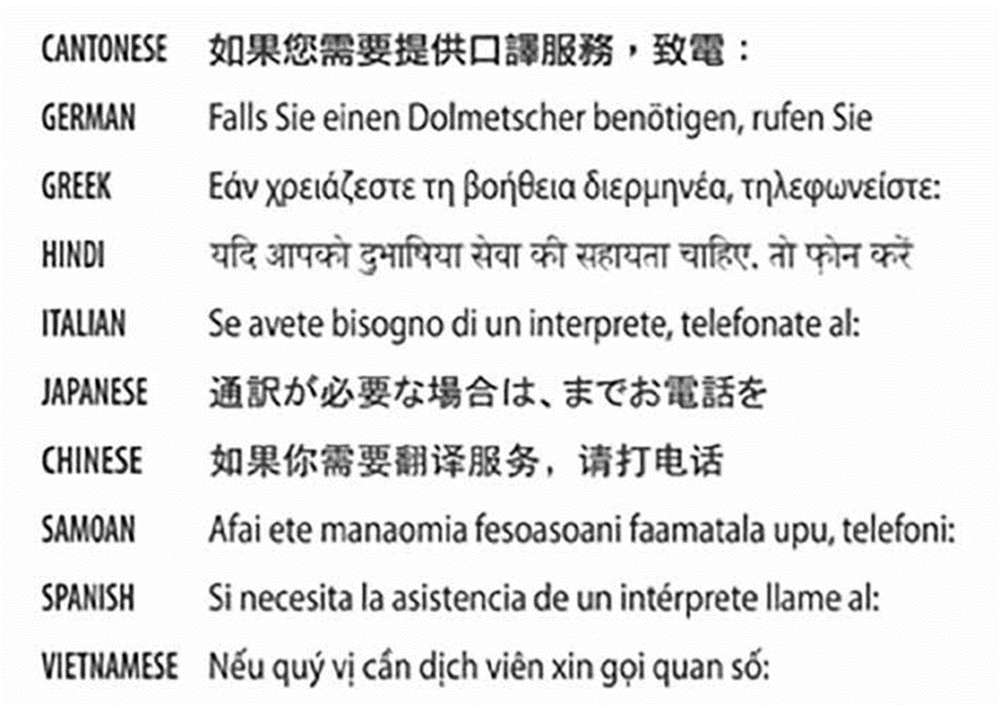 CANTONESE 如果您需要提供口譯服務，致電：
GERMAN Falls Sie einen Dolmetscher benötigen, rufen Sie
GREEK Εάν χρειάζεστε τη βοήθεια διερμηνέα, τηλεφωνείστε:
HINDI यदि आपको दुभाषिया सेवा की सहायता चाहिए. तो फ़ोन करें
ITALIAN Se avete bisogno di un interprete, telefonate al:
JAPANESE 通訳が必要な場合は、までお電話を
CHINESE 如果你需要翻译服务，请打电话
SAMOAN Afai ete manaomia fesoasoani faamatala upu, telefoni:
SPANISH Si necesita la asistencia de un intérprete llame al:
VIETNAMESE Nếu quý vị cần dịch viên xin gọi quan số: